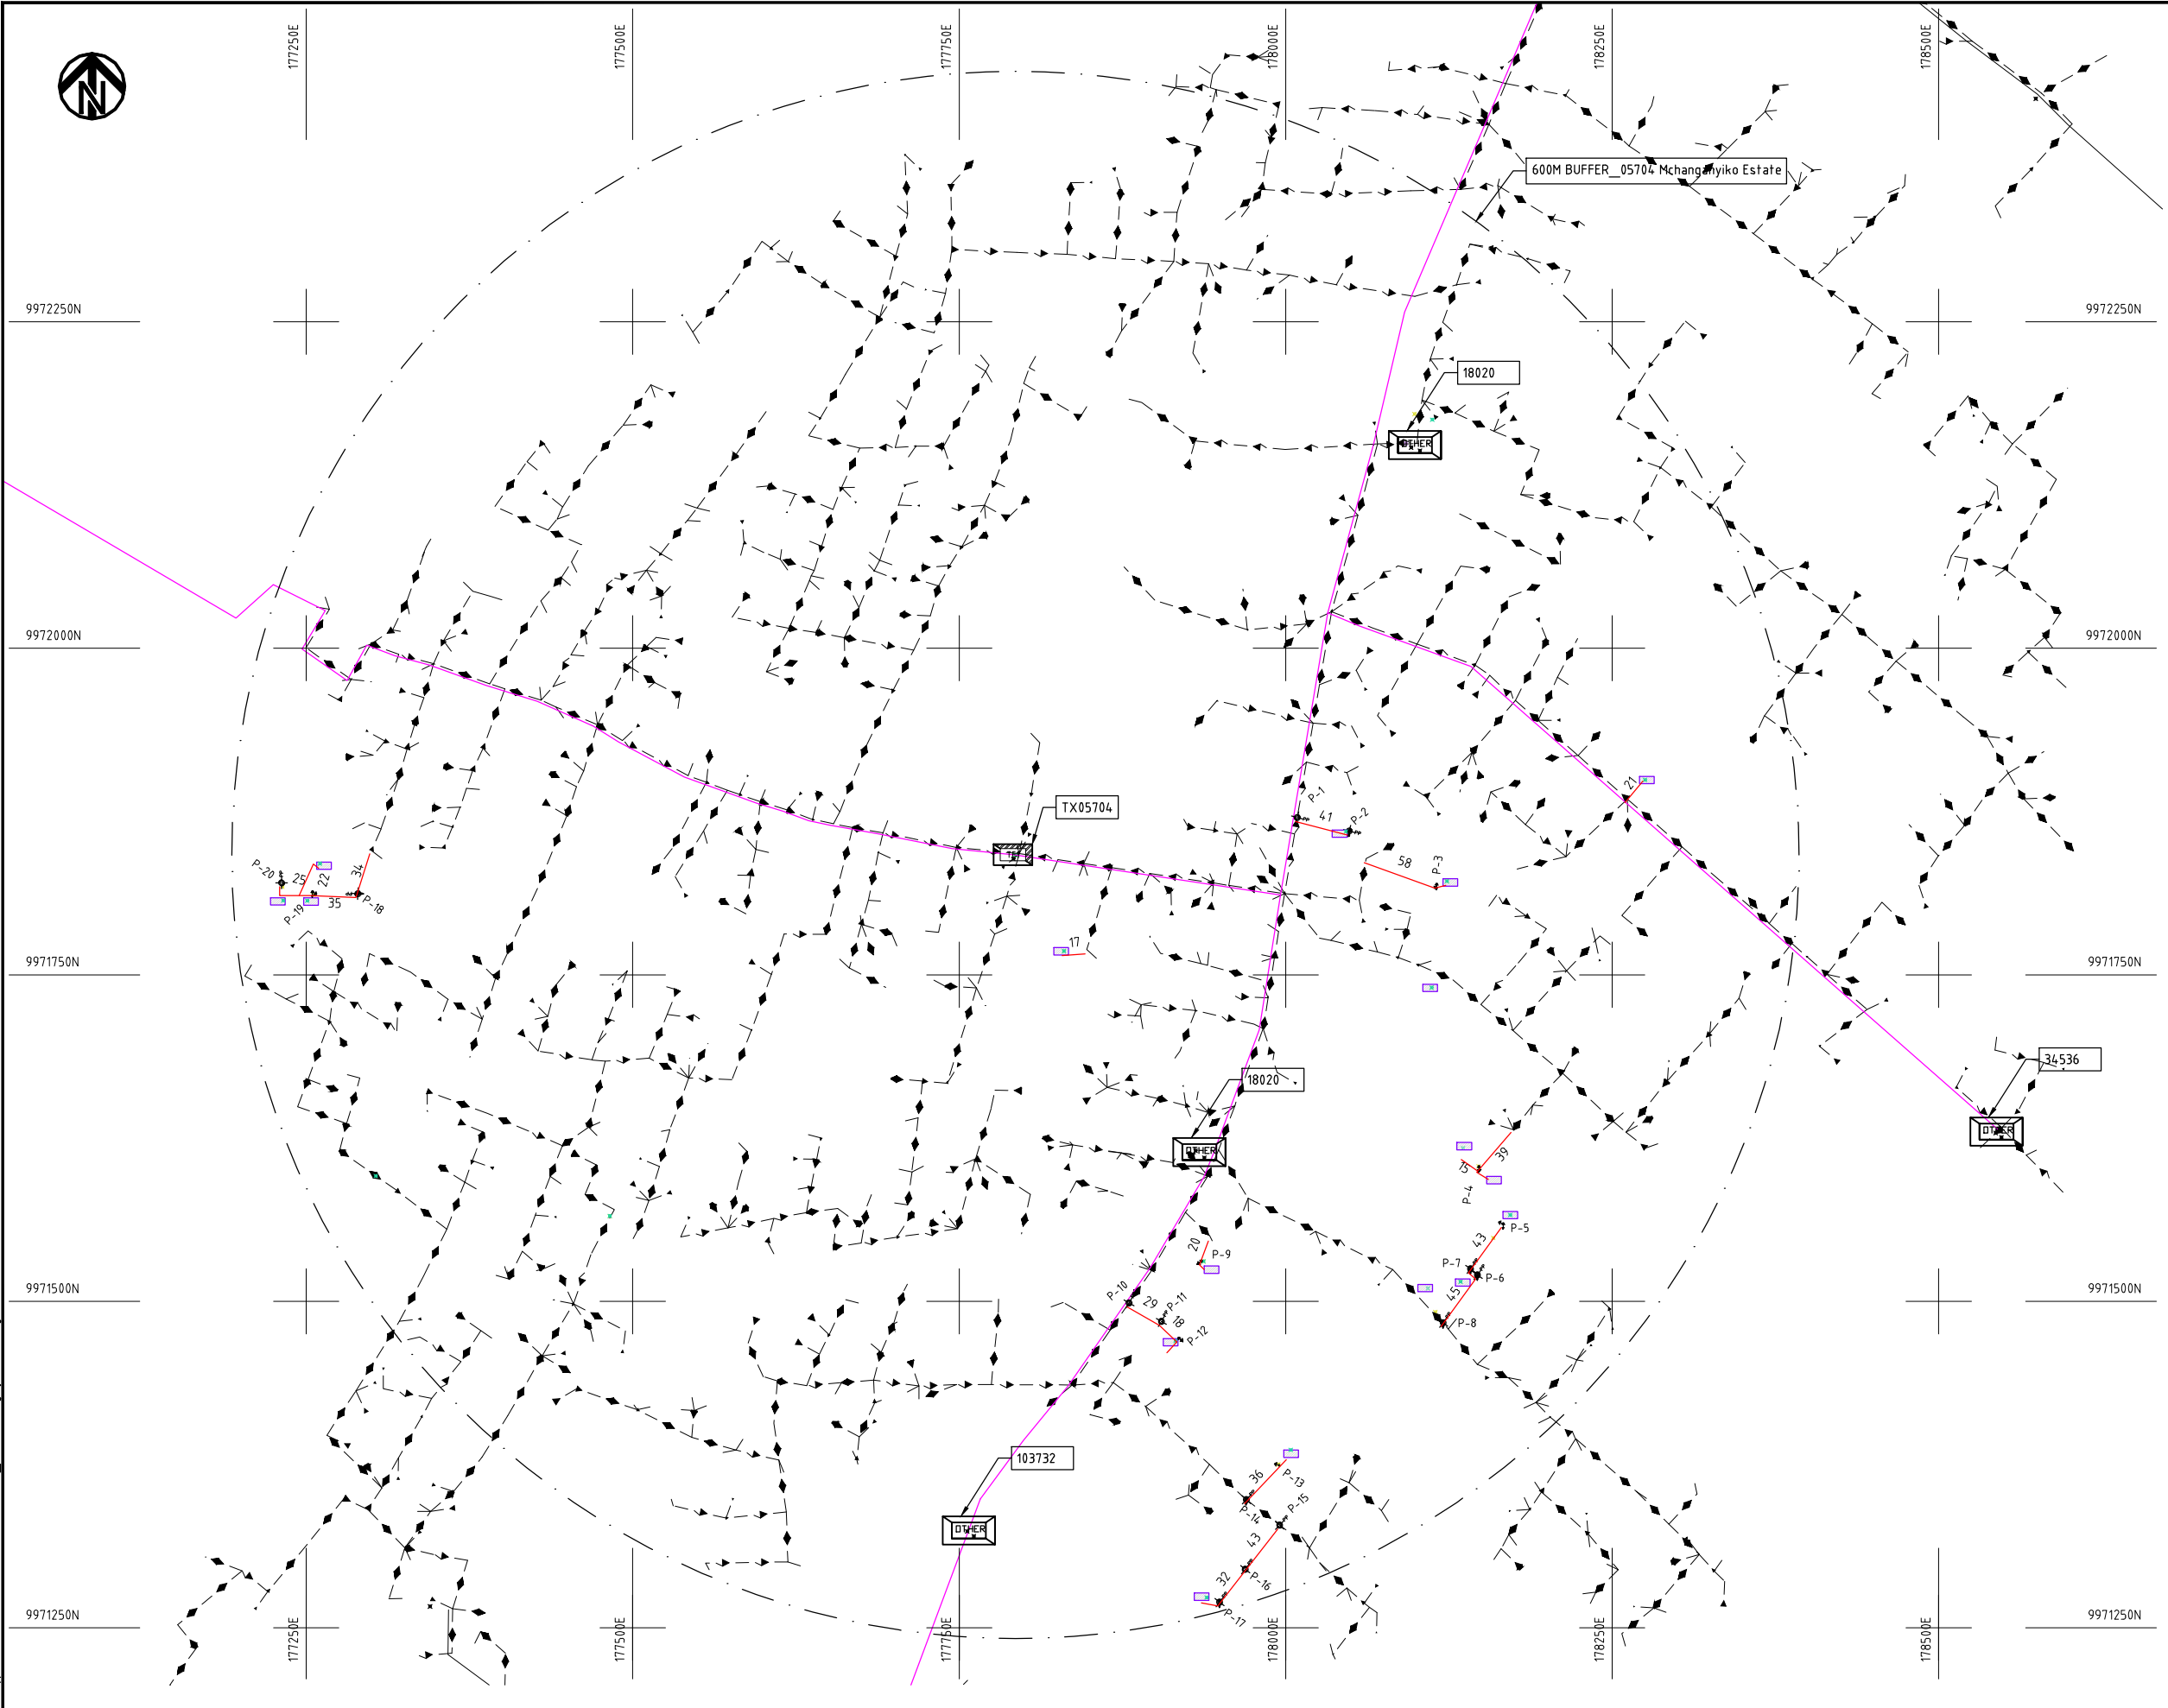 177250E
177500E
177750E
178000E
178250E
178500E
N
600M BUFFER__05704 Mchanganyiko Estate
9972250N
9972250N
18020
OTHER
9972000N
9972000N
21
P-1
41
P-2
TX05704
58
P-3
P-20
25
22
34
P-19
35
P-18
17
9971750N
9971750N
34536
18020
OTHER
OTHER
39
15
P-4
P-5
43
20
P-9
P-7
P-6
45
P-10
29
P-11
18
P-12
P-8
9971500N
9971500N
103732
36
P-13
P-14
P-15
OTHER
43
32
P-16
P-17
9971250N
9971250N
177250E
177500E
177750E
178000E
178250E
178500E